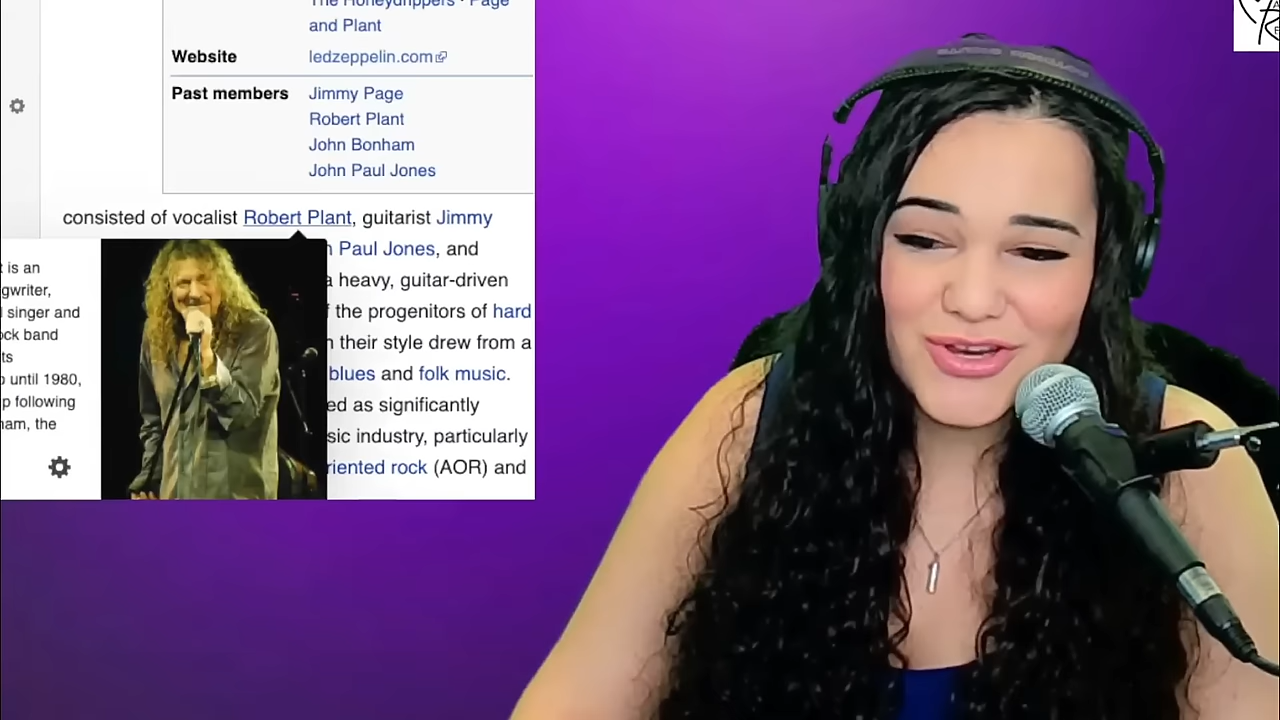 The Honeydrippers · Page
and Plant
Website ledzeppelin.com
Past members Jimmy Page
Robert Plant
John Bonham
John Paul Jones
consisted of vocalist Robert Plant, guitarist Jimmy
Paul Jones, and
a heavy, guitar-driven
the progenitors of hard
their style drew from a
blues and folk music.
ed as significantly
sic industry, particularly
riented rock (AOR) and
t is an
gwriter,
l singer and
ock band
ts
until 1980,
p following
ham, the